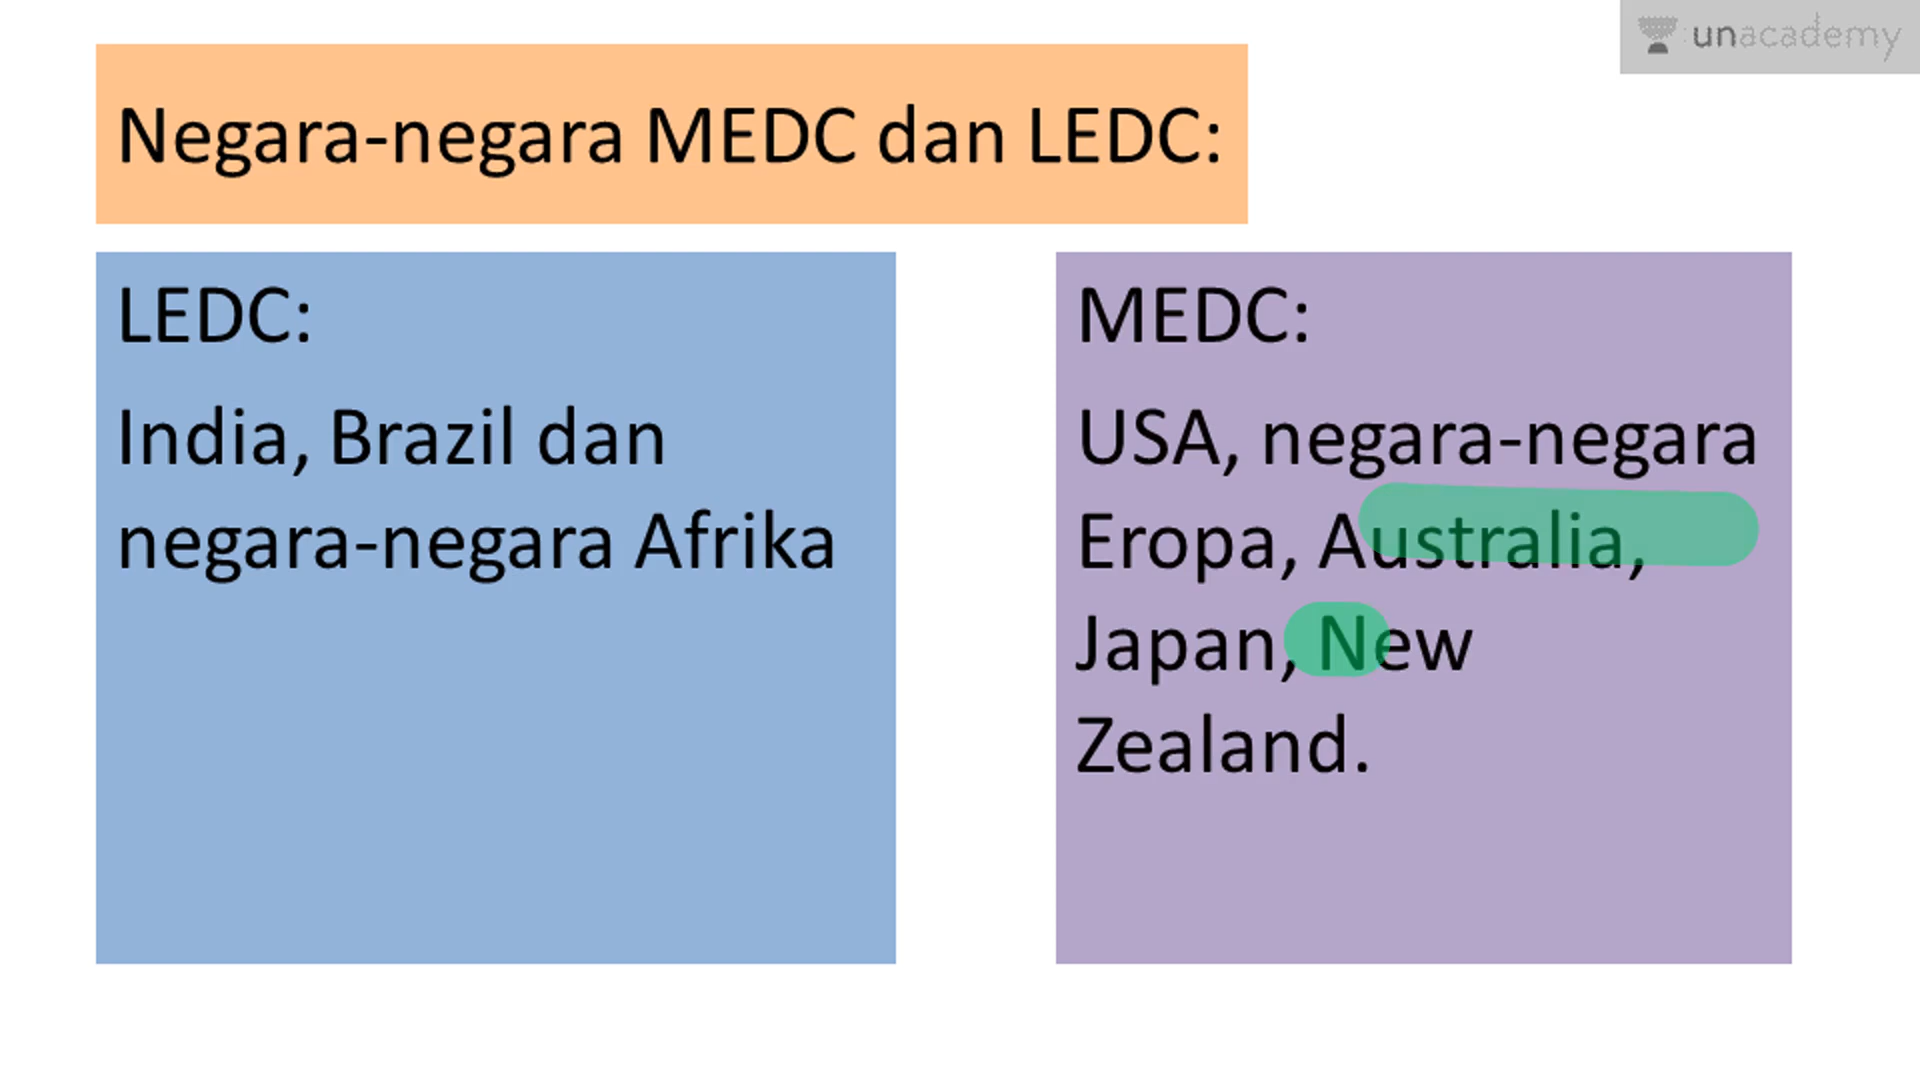 unacademy
Negara-negara MEDC dan LEDC:
LEDC:
India, Brazil dan
negara-negara Afrika
MEDC:
USA, negara-negara
Eropa, Australia,
Japan, New
Zealand.